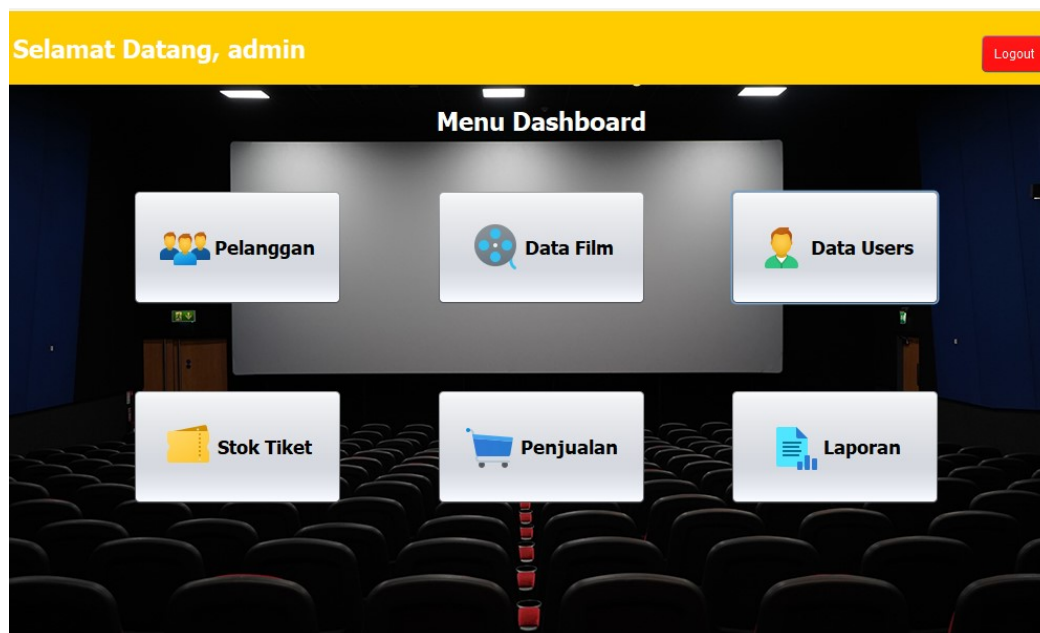 Selamat Datang, admin
Logout
Menu Dashboard
Pelanggan
Data Film
Data Users
Stok Tiket
Penjualan
Laporan